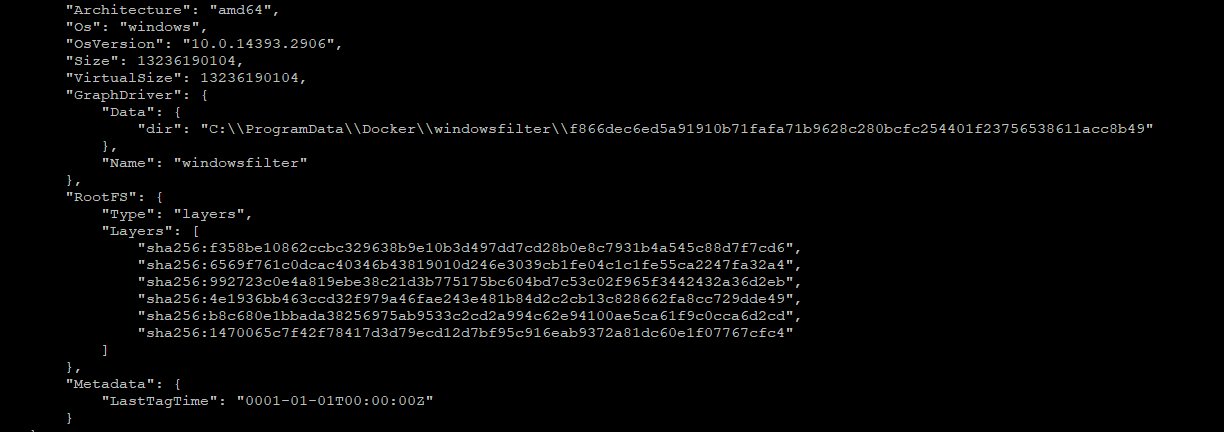 "Architecture": "amd64",
"Os": "windows",
"OsVersion": "10.0.14393.2906",
"Size": 13236190104,
"VirtualSize": 13236190104,
"GraphDriver": {
"Data": {
"dir": "C:\\ProgramData\\Docker\\windowsfilter\\f866dec6ed5a91910b71fafa71b9628c280bcfc254401f23756538611acc8b49"
},
"Name": "windowsfilter"
},
"RootFS": {
"Type": "layers",
"Layers": [
"sha256:f358be10862ccbc329638b9e10b3d497dd7cd28b0e8c7931b4a545c88d7f7cd6",
"sha256:6569f761c0dcac40346b43819010d246e3039cb1fe04c1c1fe55ca2247fa32a4",
"sha256:992723c0e4a819ebe38c21d3b775175bc604bd7c53c02f965f3442432a36d2eb",
"sha256:4e1936bb463ccd32f979a46fae243e481b84d2c2cb13c828662fa8cc729dde49",
"sha256:b8c680e1bbada38256975ab9533c2cd2a994c62e94100ae5ca61f9c0cca6d2cd",
"sha256:1470065c7f42f78417d3d79ecd12d7bf95c916eab9372a81dc60e1f07767cfc4"
]
},
"Metadata": {
"LastTagTime": "0001-01-01T00:00:00Z"
}